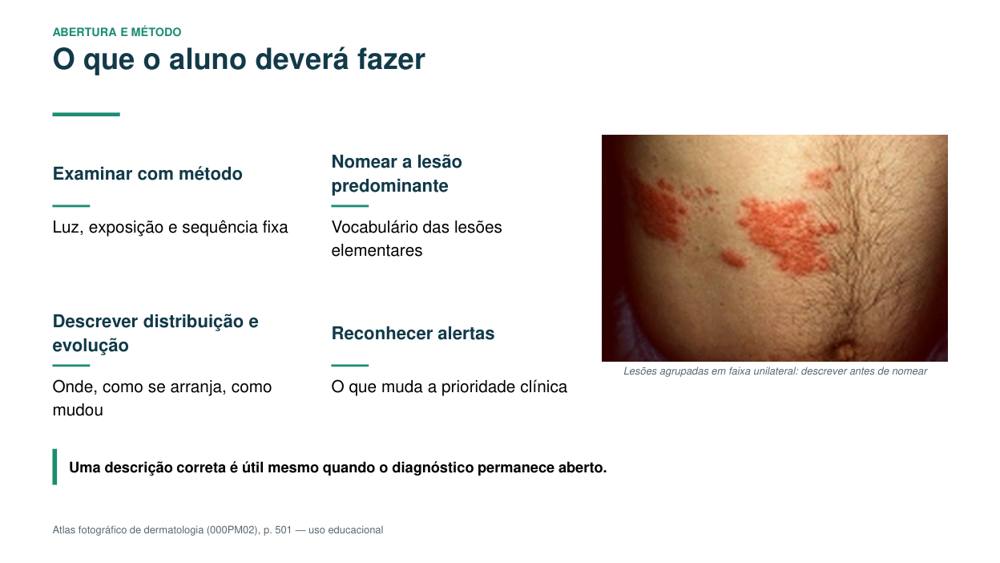 ABERTURA E MÉTODO
O que o aluno deverá fazer
Examinar com método
Luz, exposição e sequência fixa
Nomear a lesão
predominante
Vocabulário das lesões
elementares
Descrever distribuição e
evolução
Onde, como se arranja, como
mudou
Reconhecer alertas
O que muda a prioridade clínica
Lesões agrupadas em faixa unilateral: descrever antes de nomear
Uma descrição correta é útil mesmo quando o diagnóstico permanece aberto.
Atlas fotográfico de dermatologia (000PM02), p. 501 — uso educacional